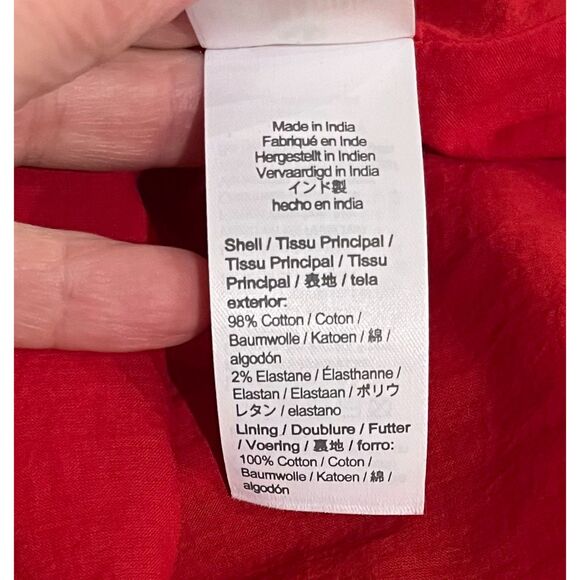 Made in India
Fabriqué en Inde
Hergestellt in Indien
Vervaardigd in India
インド製
hecho en india
Shell / Tissu Principal /
Tissu Principal / Tissu
Principal / 表地 / tela
exterior:
98% Cotton / Coton /
Baumwolle / Katoen / 綿 /
algodón
2% Elastane / Élasthanne /
Elastan / Elastaan / ポリウ
レタン / elastano
Lining / Doublure / Futter
/ Voering / 裏地 / forro:
100% Cotton / Coton /
Baumwolle / Katoen / 綿 /
algodón